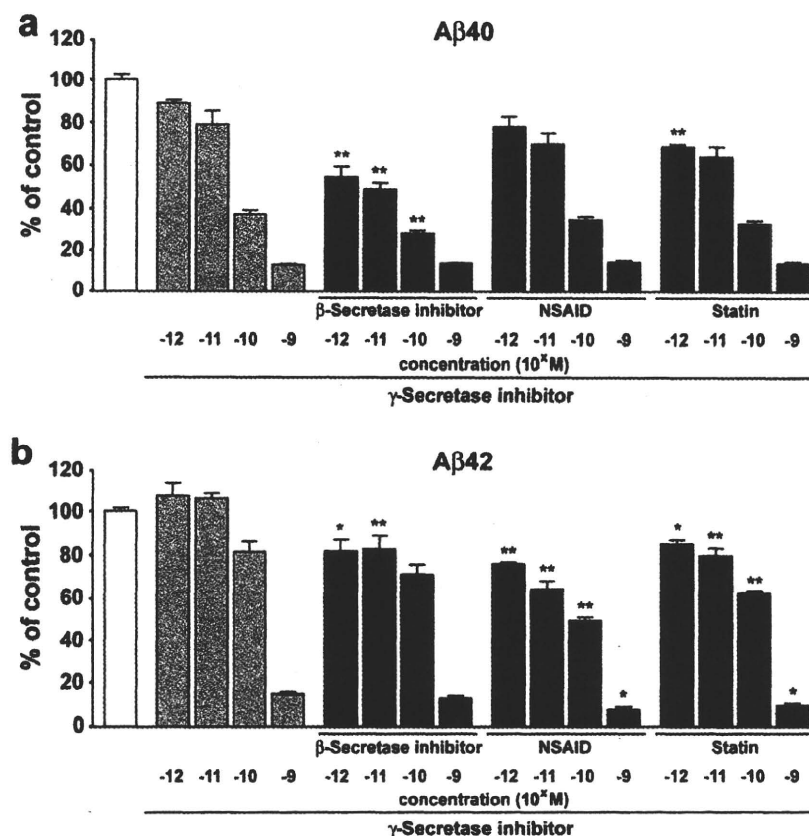 a
Aβ40
120
100
80
60
40
20
0
% of control
** ** **
**
β-Secretase inhibitor NSAID Statin
-12 -11 -10 -9 -12 -11 -10 -9 -12 -11 -10 -9 -12 -11 -10 -9
concentration (10ˣM)
γ-Secretase inhibitor
b
Aβ42
120
100
80
60
40
20
0
% of control
* **
** ** ** *
* ** ** *
β-Secretase inhibitor NSAID Statin
-12 -11 -10 -9 -12 -11 -10 -9 -12 -11 -10 -9 -12 -11 -10 -9
concentration (10ˣM)
γ-Secretase inhibitor